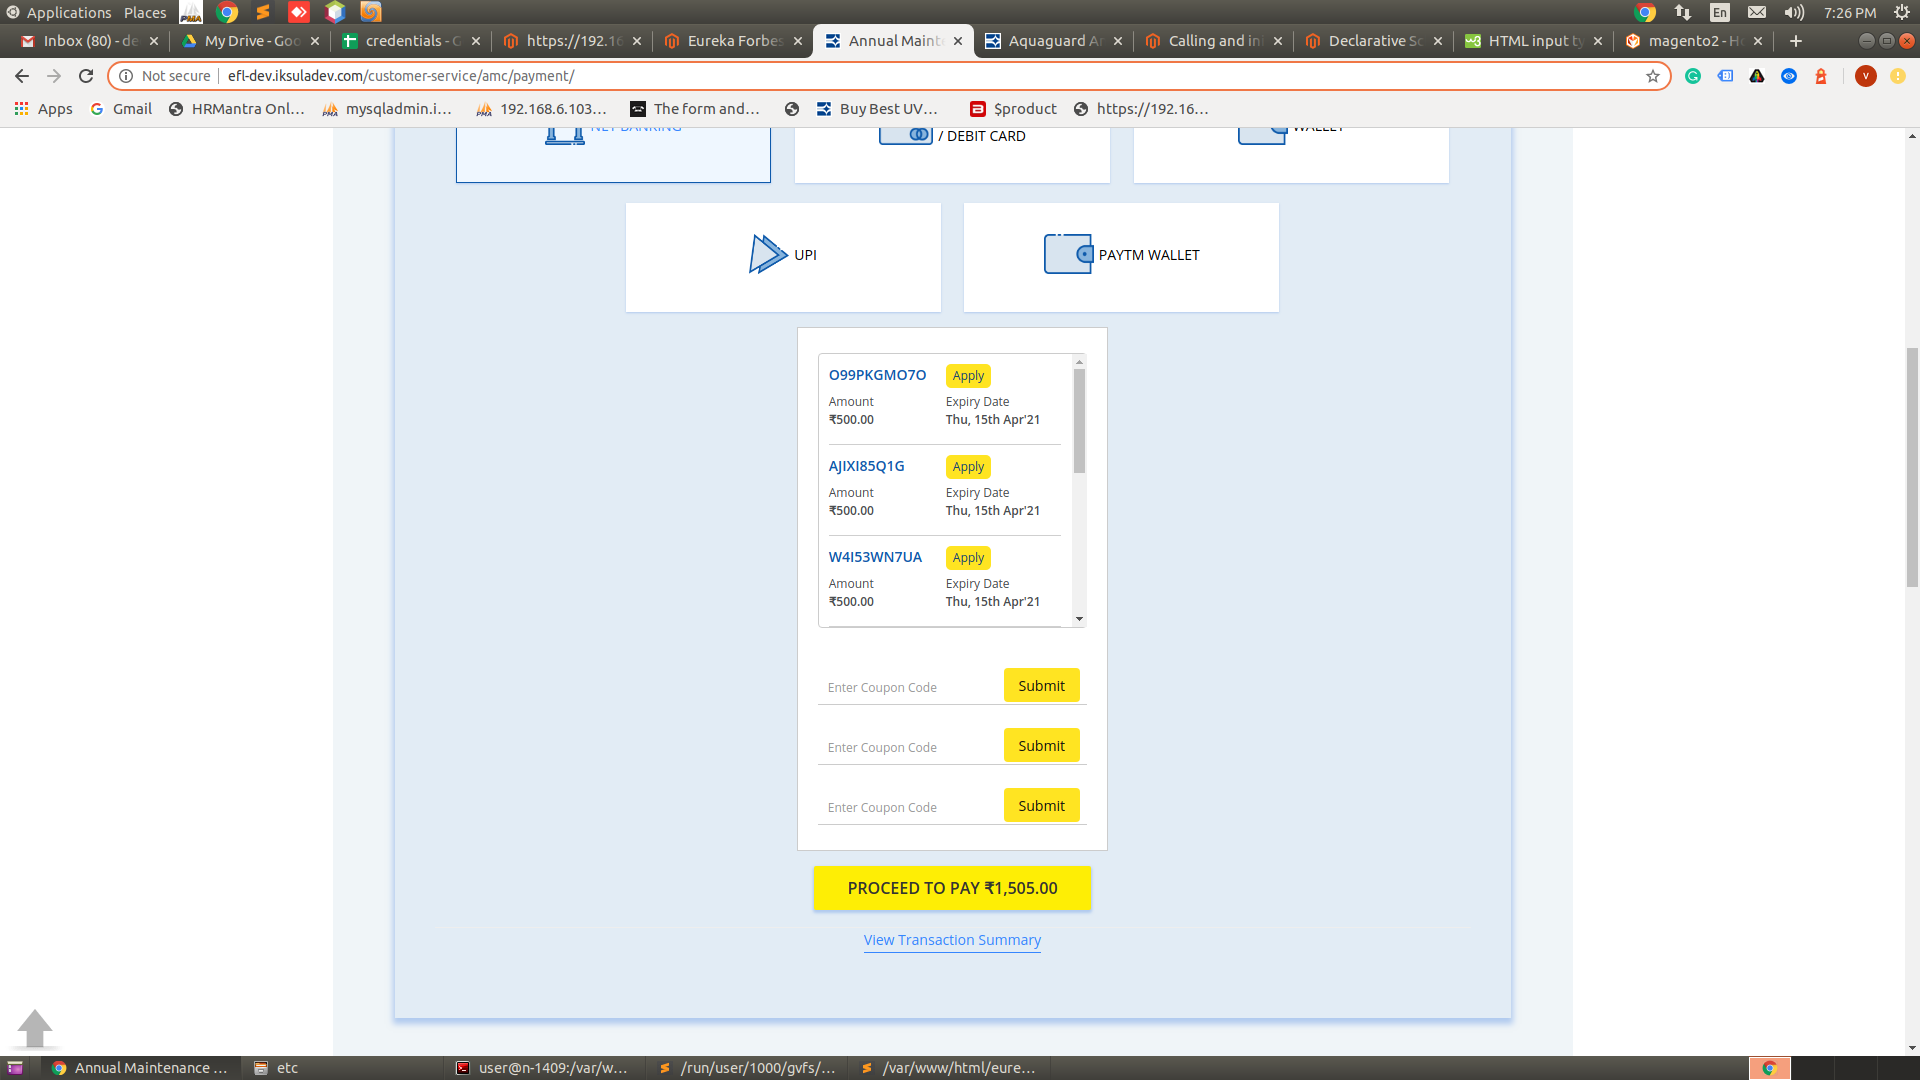 Applications Places En 7:26 PM
Inbox (80) - de My Drive - Goo credentials - G https://192.16 Eureka Forbes Annual Maint Aquaguard A Calling and in Declarative Sc HTML input ty magento2 - H
Not secure efl-dev.iksuladev.com/customer-service/amc/payment/ V
Apps Gmail HRMantra Onl... mysqladmin.i... 192.168.6.103... The form and... Buy Best UV... $product https://192.16...
NET BANKING / DEBIT CARD WALLET
UPI PAYTM WALLET
O99PKGMO7O Apply
Amount Expiry Date
₹500.00 Thu, 15th Apr'21
AJIXI85Q1G Apply
Amount Expiry Date
₹500.00 Thu, 15th Apr'21
W4I53WN7UA Apply
Amount Expiry Date
₹500.00 Thu, 15th Apr'21
Enter Coupon Code Submit
Enter Coupon Code Submit
Enter Coupon Code Submit
PROCEED TO PAY ₹1,505.00
View Transaction Summary
Annual Maintenance ... etc user@n-1409:/var/w... /run/user/1000/gvfs/... /var/www/html/eure...